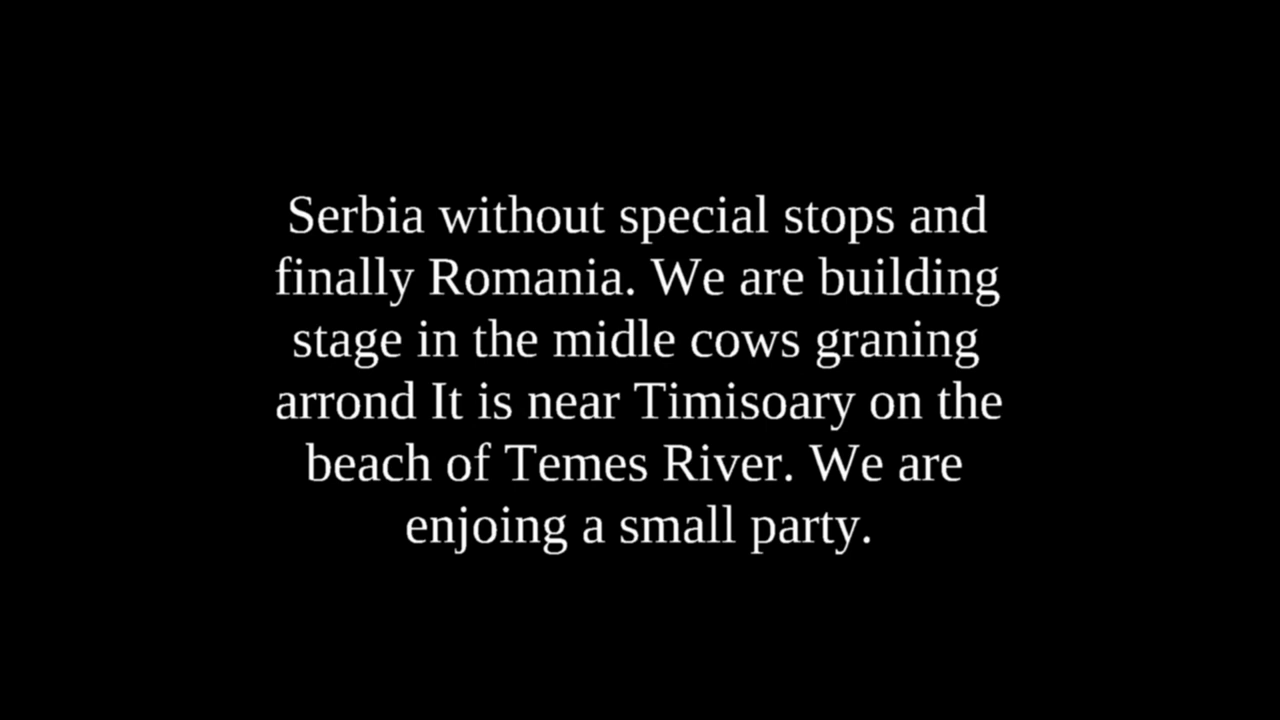 Serbia without special stops and
finally Romania. We are building
stage in the midle cows graning
arrond It is near Timisoary on the
beach of Temes River. We are
enjoing a small party.